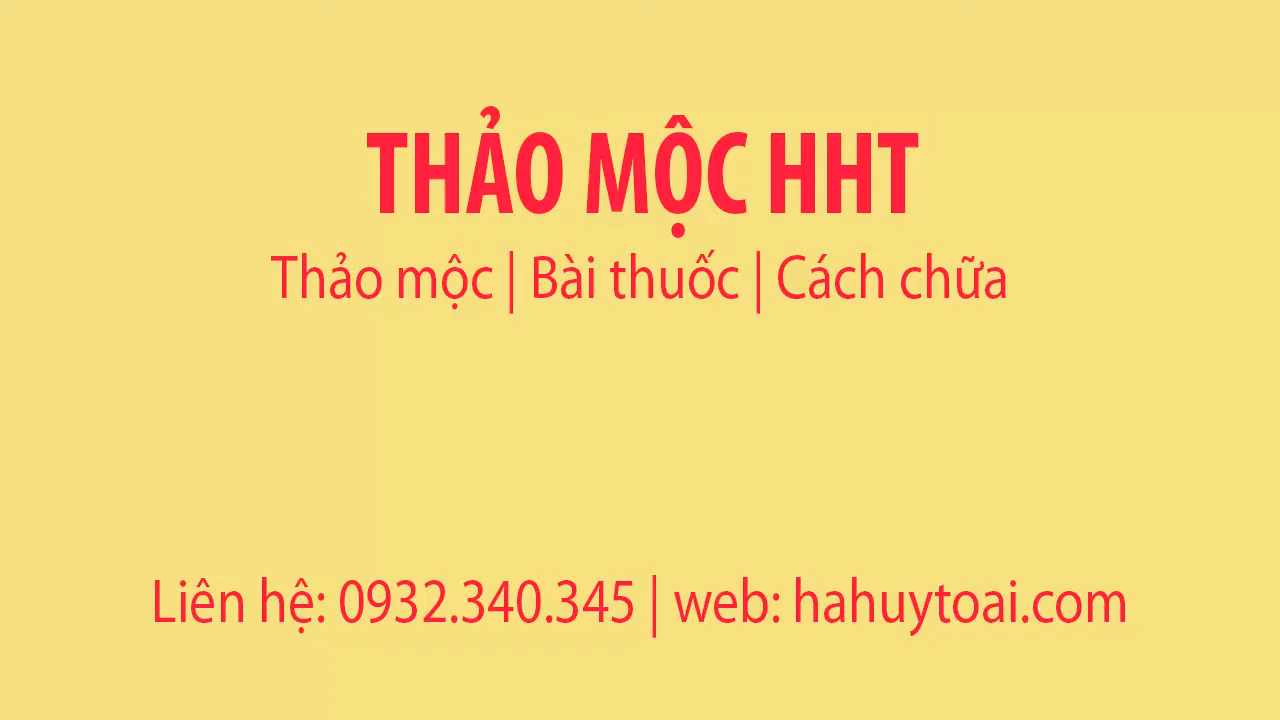 THẢO MỘC HHT
Thảo mộc | Bài thuốc | Cách chữa
Liên hệ: 0932.340.345 | web: hahuytoai.com